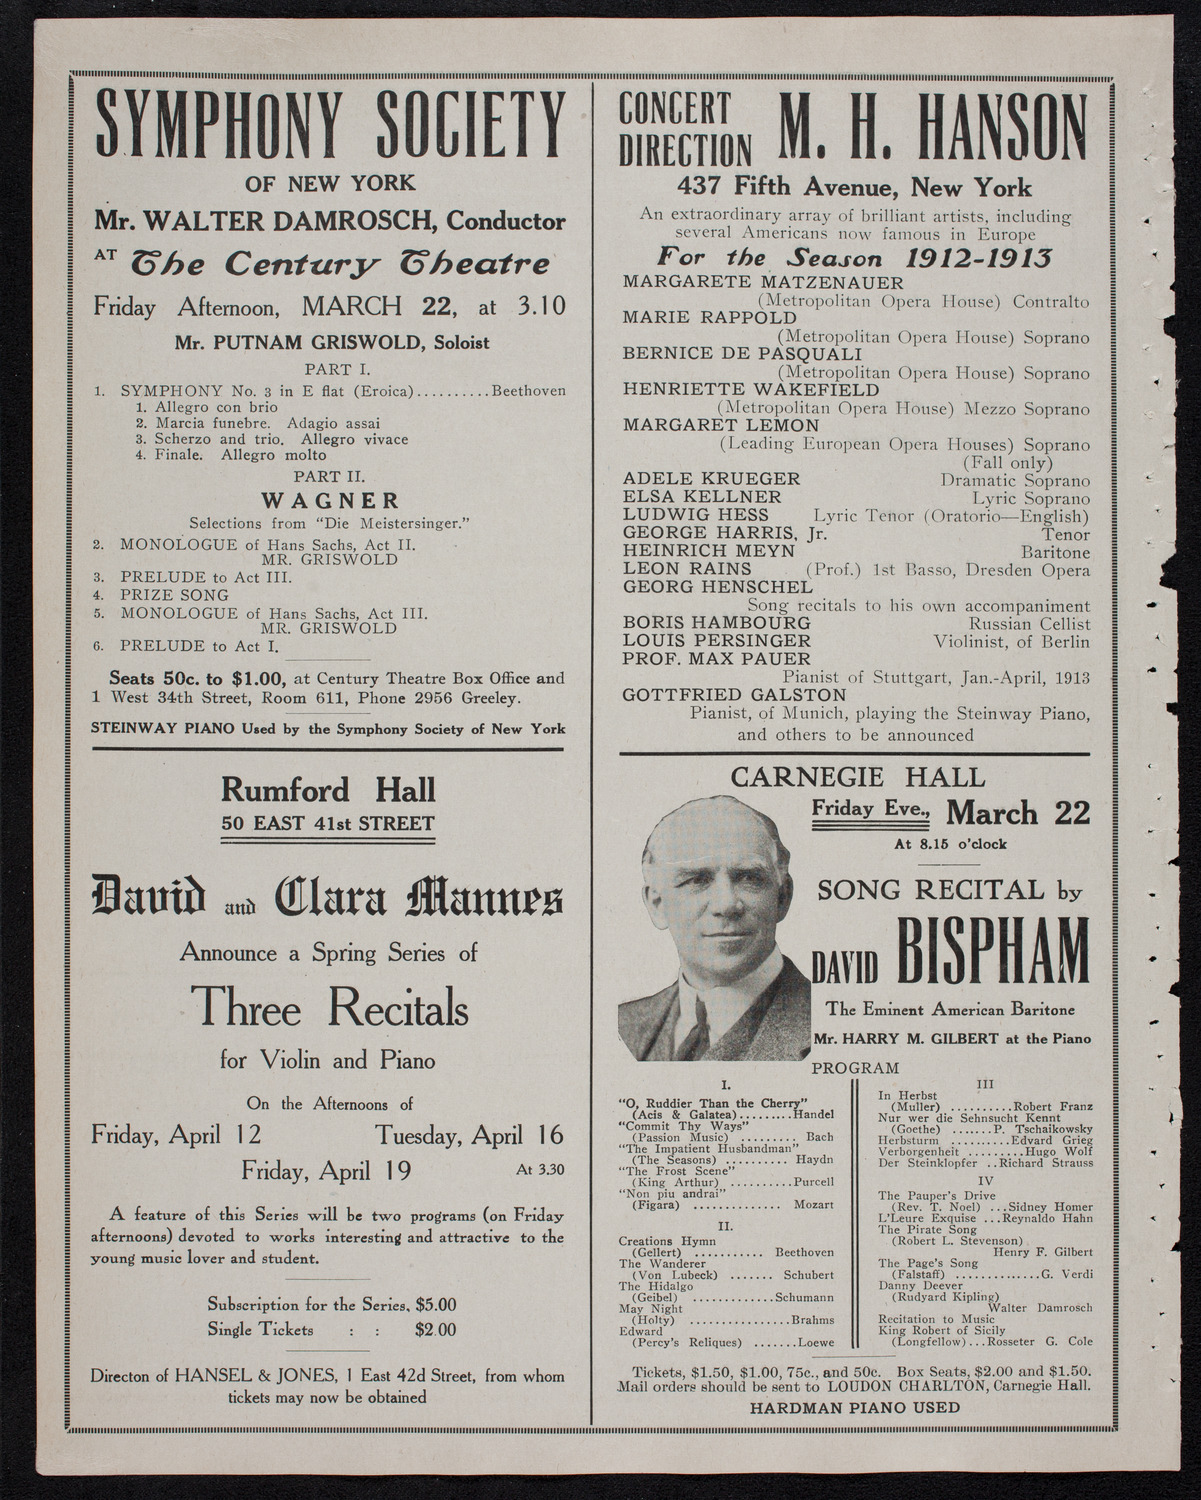 SYMPHONY SOCIETY
OF NEW YORK
Mr. WALTER DAMROSCH, Conductor
AT The Century Theatre
Friday Afternoon, MARCH 22, at 3.10
Mr. PUTNAM GRISWOLD, Soloist
PART I.
1. SYMPHONY No. 3 in E flat (Eroica)..........Beethoven
1. Allegro con brio
2. Marcia funebre. Adagio assai
3. Scherzo and trio. Allegro vivace
4. Finale. Allegro molto
PART II.
WAGNER
Selections from "Die Meistersinger."
2. MONOLOGUE of Hans Sachs, Act II.
MR. GRISWOLD
3. PRELUDE to Act III.
4. PRIZE SONG
5. MONOLOGUE of Hans Sachs, Act III.
MR. GRISWOLD
6. PRELUDE to Act I.
Seats 50c. to $1.00, at Century Theatre Box Office and
1 West 34th Street, Room 611, Phone 2956 Greeley.
STEINWAY PIANO Used by the Symphony Society of New York
Rumford Hall
50 EAST 41st STREET
David and Clara Mannes
Announce a Spring Series of
Three Recitals
for Violin and Piano
On the Afternoons of
Friday, April 12 Tuesday, April 16
Friday, April 19 At 3.30
A feature of this Series will be two programs (on Friday
afternoons) devoted to works interesting and attractive to the
young music lover and student.
Subscription for the Series, $5.00
Single Tickets : : $2.00
Directon of HANSEL & JONES, 1 East 42d Street, from whom
tickets may now be obtained
CONCERT DIRECTION M. H. HANSON
437 Fifth Avenue, New York
An extraordinary array of brilliant artists, including
several Americans now famous in Europe
For the Season 1912-1913
MARGARETE MATZENAUER
(Metropolitan Opera House) Contralto
MARIE RAPPOLD
(Metropolitan Opera House) Soprano
BERNICE DE PASQUALI
(Metropolitan Opera House) Soprano
HENRIETTE WAKEFIELD
(Metropolitan Opera House) Mezzo Soprano
MARGARET LEMON
(Leading European Opera Houses) Soprano
(Fall only)
ADELE KRUEGER Dramatic Soprano
ELSA KELLNER Lyric Soprano
LUDWIG HESS Lyric Tenor (Oratorio—English)
GEORGE HARRIS, Jr. Tenor
HEINRICH MEYN Baritone
LEON RAINS (Prof.) 1st Basso, Dresden Opera
GEORG HENSCHEL
Song recitals to his own accompaniment
BORIS HAMBOURG Russian Cellist
LOUIS PERSINGER Violinist, of Berlin
PROF. MAX PAUER
Pianist of Stuttgart, Jan.-April, 1913
GOTTFRIED GALSTON
Pianist, of Munich, playing the Steinway Piano,
and others to be announced
CARNEGIE HALL
Friday Eve., March 22
At 8.15 o'clock
SONG RECITAL by
DAVID BISPHAM
The Eminent American Baritone
Mr. HARRY M. GILBERT at the Piano
PROGRAM
I.
"O, Ruddier Than the Cherry"
(Acis & Galatea).........Handel
"Commit Thy Ways"
(Passion Music) ......... Bach
"The Impatient Husbandman"
(The Seasons) .......... Haydn
"The Frost Scene"
(King Arthur) ..........Purcell
"Non piu andrai"
(Figara) .............. Mozart
II.
Creations Hymn
(Gellert) ........... Beethoven
The Wanderer
(Von Lubeck) ....... Schubert
The Hidalgo
(Geibel) .............Schumann
May Night
(Holty) ................Brahms
Edward
(Percy's Reliques) .......Loewe
III
In Herbst
(Muller) ..........Robert Franz
Nur wer die Sehnsucht Kennt
(Goethe) .......P. Tschaikowsky
Herbsturm ..........Edvard Grieg
Verborgenheit .........Hugo Wolf
Der Steinklopfer ..Richard Strauss
IV
The Pauper's Drive
(Rev. T. Noel) ...Sidney Homer
L'Leure Exquise ...Reynaldo Hahn
The Pirate Song
(Robert L. Stevenson)
Henry F. Gilbert
The Page's Song
(Falstaff) ..............G. Verdi
Danny Deever
(Rudyard Kipling)
Walter Damrosch
Recitation to Music
King Robert of Sicily
(Longfellow)...Rosseter G. Cole
Tickets, $1.50, $1.00, 75c., and 50c. Box Seats, $2.00 and $1.50.
Mail orders should be sent to LOUDON CHARLTON, Carnegie Hall.
HARDMAN PIANO USED